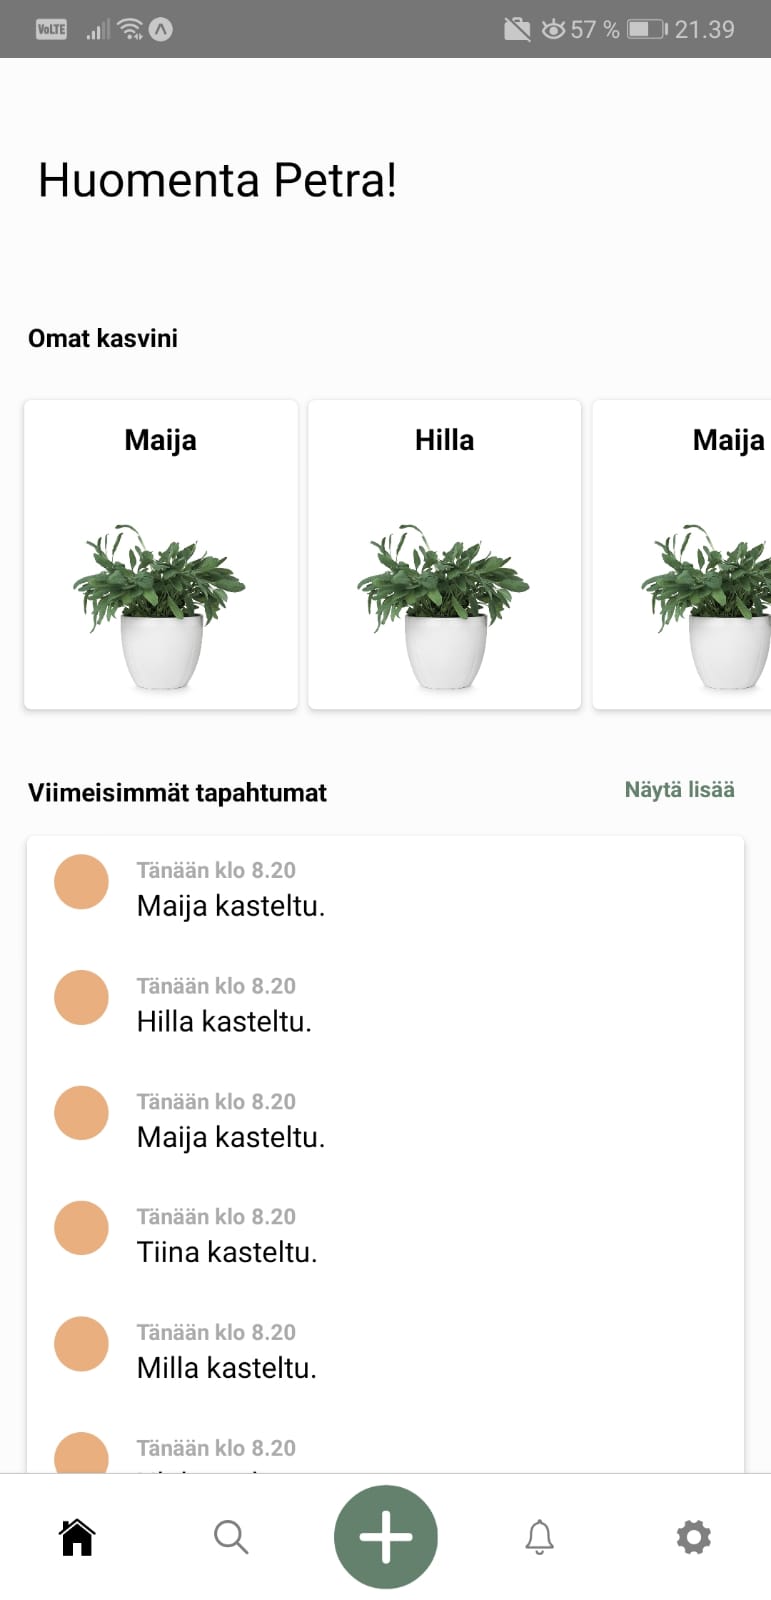 VoLTE 57 % 21.39
Huomenta Petra!
Omat kasvini
Maija Hilla Maija
Viimeisimmät tapahtumat Näytä lisää
Tänään klo 8.20
Maija kasteltu.
Tänään klo 8.20
Hilla kasteltu.
Tänään klo 8.20
Maija kasteltu.
Tänään klo 8.20
Tiina kasteltu.
Tänään klo 8.20
Milla kasteltu.
Tänään klo 8.20